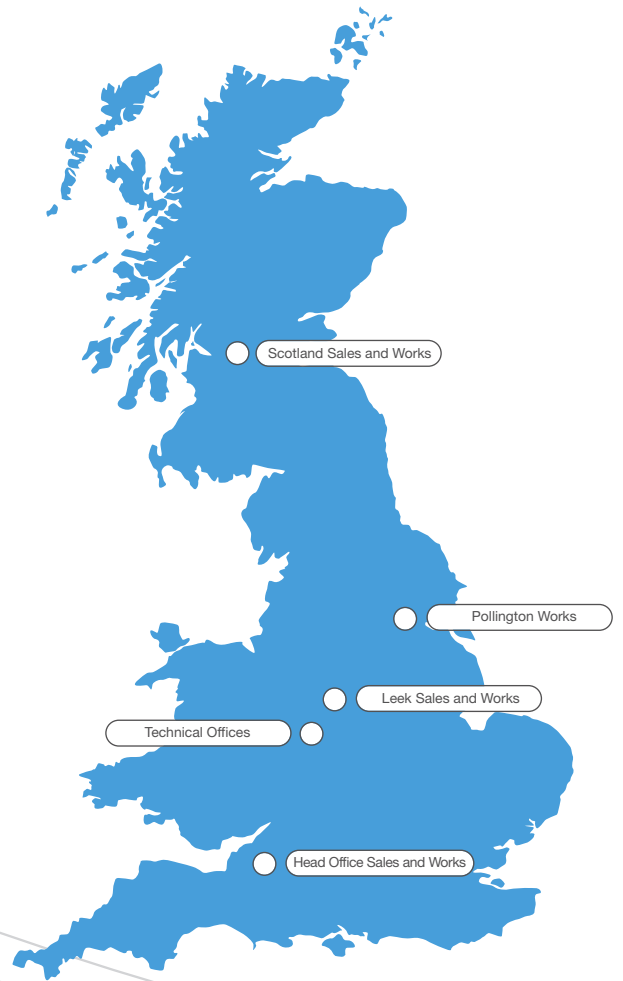 Scotland Sales and Works
Pollington Works
Leek Sales and Works
Technical Offices
Head Office Sales and Works